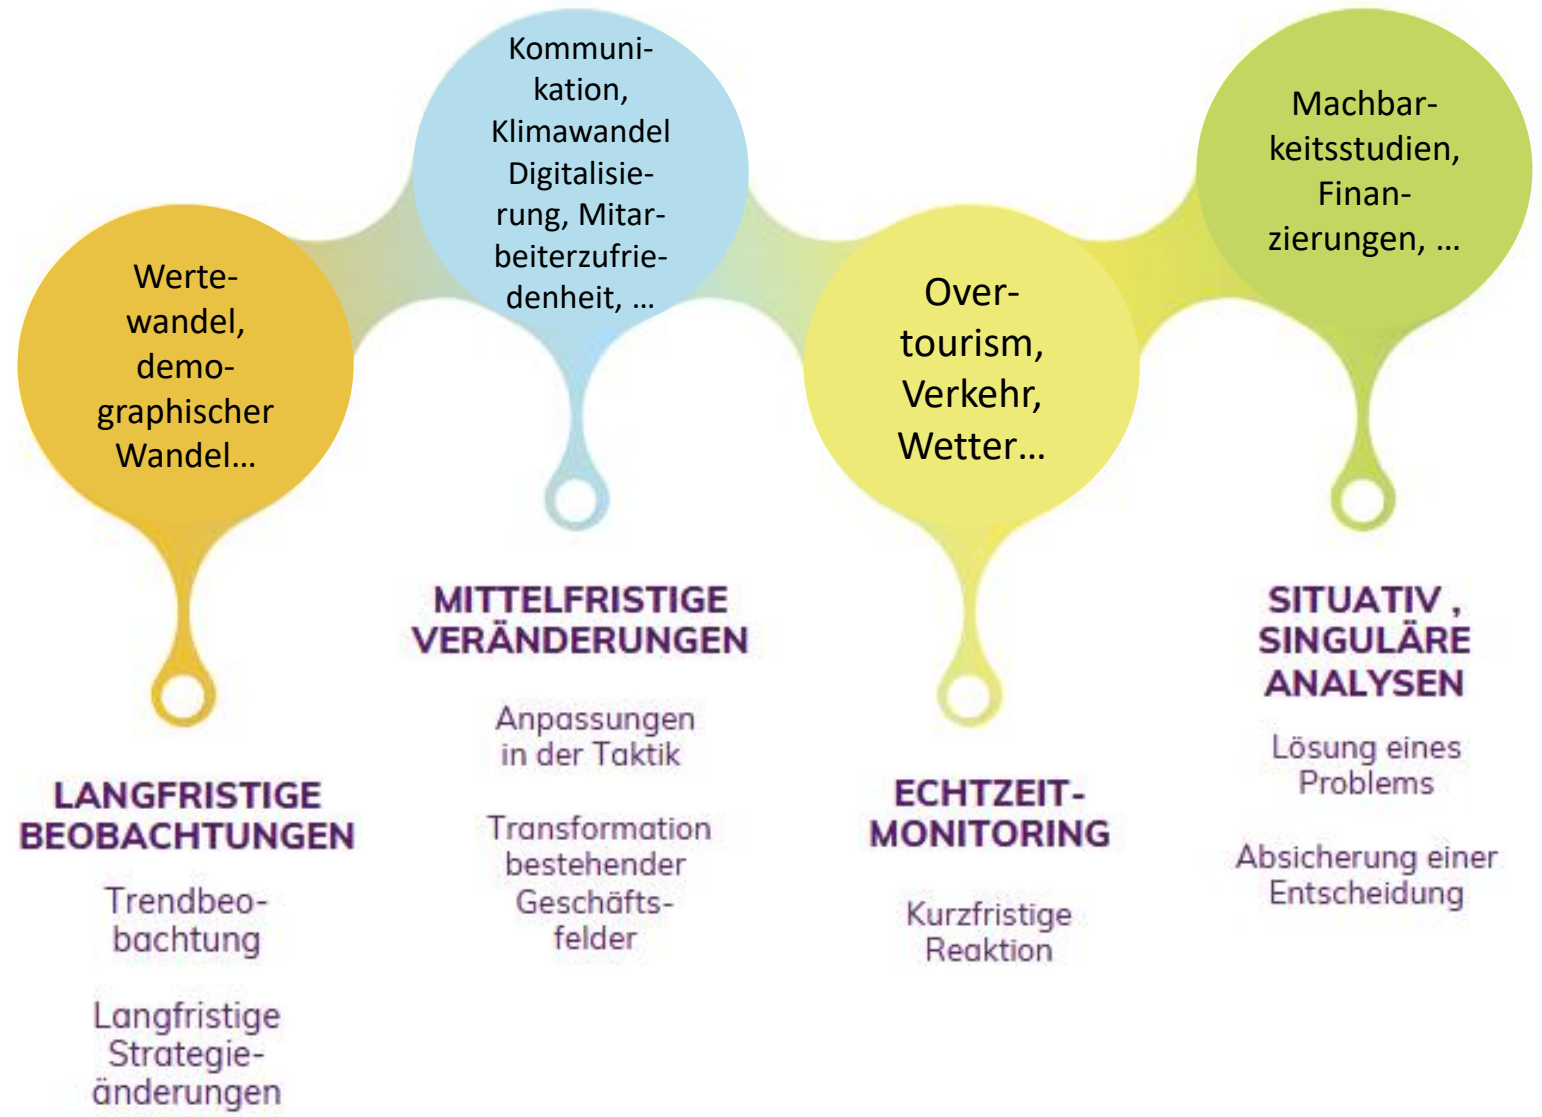 Werte-
wandel,
demo-
graphischer
Wandel…
LANGFRISTIGE
BEOBACHTUNGEN
Trendbeo-
bachtung
Langfristige
Strategie-
änderungen
Kommuni-
kation,
Klimawandel
Digitalisie-
rung, Mitar-
beiterzufrie-
denheit, …
MITTELFRISTIGE
VERÄNDERUNGEN
Anpassungen
in der Taktik
Transformation
bestehender
Geschäfts-
felder
Over-
tourism,
Verkehr,
Wetter…
ECHTZEIT-
MONITORING
Kurzfristige
Reaktion
Machbar-
keitsstudien,
Finan-
zierungen, …
SITUATIV ,
SINGULÄRE
ANALYSEN
Lösung eines
Problems
Absicherung einer
Entscheidung